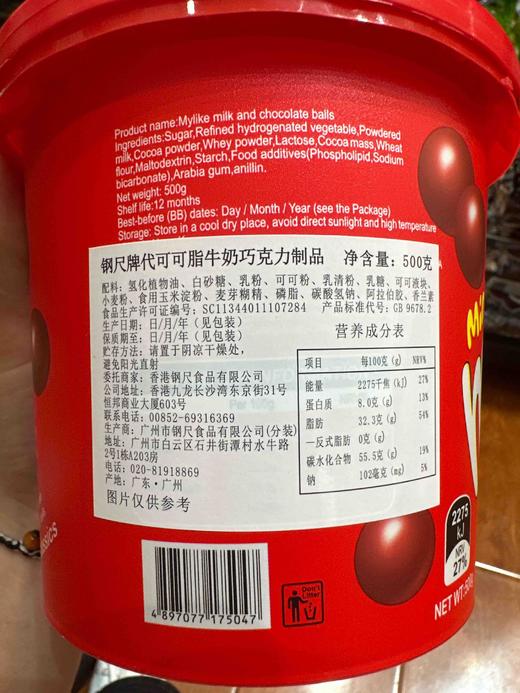 Product name:Mylike milk and chocolate balls
Ingredients:Sugar,Refined hydrogenated vegetable,Powdered
milk,Cocoa powder,Whey powder,Lactose,Cocoa mass,Wheat
flour,Maltodextrin,Starch,Food additives(Phospholipid,Sodium
bicarbonate),Arabia gum,anillin.
Net weight: 500g
Shelf life:12 months
Best-before (BB) dates: Day / Month / Year (see the Package)
Storage: Store in a cool dry place, avoid direct sunlight and high temperature
钢尺牌代可可脂牛奶巧克力制品 净含量: 500克
配料: 氢化植物油、白砂糖、乳粉、可可粉、乳清粉、乳糖、可可液块、
小麦粉、食用玉米淀粉、麦芽糊精、磷脂、碳酸氢钠、阿拉伯胶、香兰素
食品生产许可证编号: SC11344011107284 产品标准代号: GB 9678.2
生产日期: 日/月/年（见包装）
保质期至: 日/月/年（见包装）
贮存方法: 请置于阴凉干燥处,
避免阳光直射
委托商家: 香港钢尺食品有限公司
公司地址: 香港九龙长沙湾东京街31号
恒邦商业大厦603号
联系电话: 00852-69316369
生产商: 广州市钢尺食品有限公司(分装)
地址: 广州市白云区石井街潭村水牛路
2号1栋A203房
电话: 020-81918869
产地: 广东·广州
图片仅供参考
营养成分表
项目 每100克 (g) NRV%
能量 2275千焦 (kJ) 27%
蛋白质 8.0克 (g) 13%
脂肪 32.3克 (g) 54%
—反式脂肪 0克 (g)
碳水化合物 55.5克 (g) 19%
钠 102毫克 (mg) 5%
4 897077 175047
Don't
Litter
2275
kJ
NRV
27%